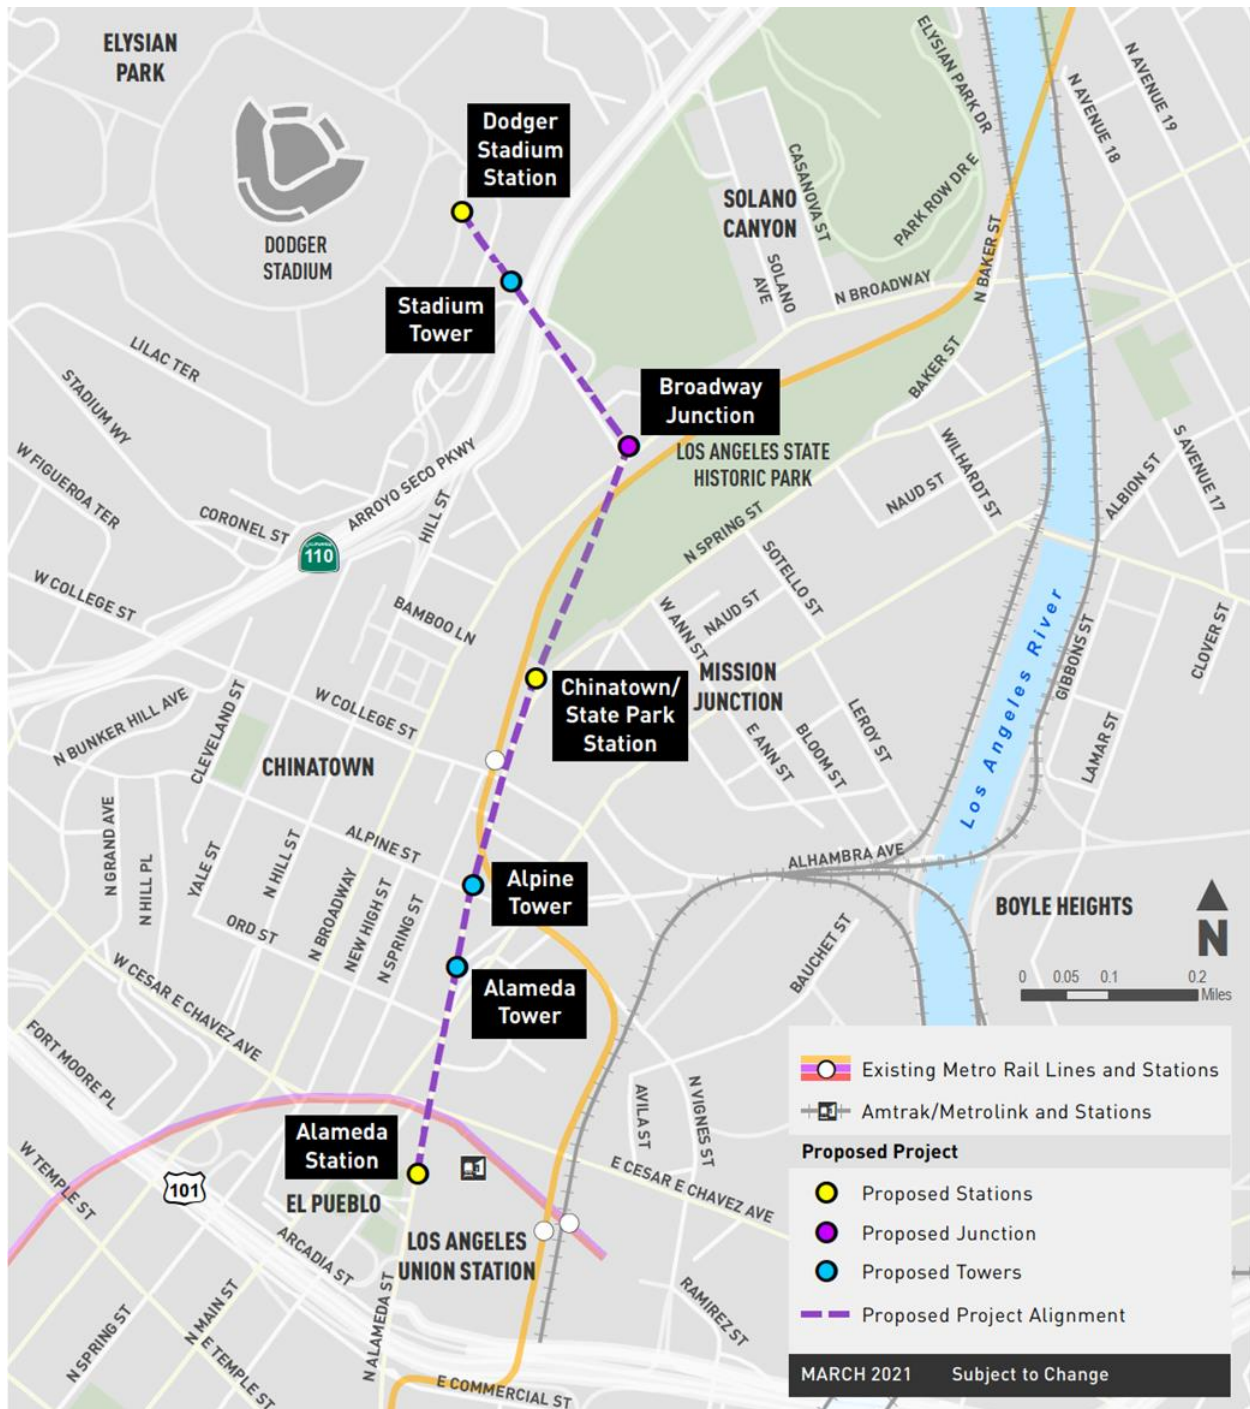 ELYSIAN
PARK
Dodger
Stadium
Station
DODGER
STADIUM
Stadium
Tower
SOLANO
CANYON
CASANOVA ST
SOLANO
AVE
PARK ROW DR E
ELYSIAN PARK DR
N AVENUE 19
N AVENUE 18
N BROADWAY
N BAKER ST
BAKER ST
Broadway
Junction
LOS ANGELES STATE
HISTORIC PARK
LILAC TER
STADIUM WY
W FIGUEROA TER
CORONEL ST
ARROYO SECO PKWY
HILL ST
CALIFORNIA
110
W COLLEGE ST
BAMBOO LN
N SPRING ST
NAUD ST
WILHARDT ST
ALBION ST
S AVENUE 17
SOTELLO ST
NAUD ST
W ANN ST
MISSION
JUNCTION
Chinatown/
State Park
Station
E ANN ST
BLOOM ST
LEROY ST
Los Angeles River
GIBBONS ST
CLOVER ST
LAMAR ST
N BUNKER HILL AVE
CLEVELAND ST
W COLLEGE ST
CHINATOWN
N GRAND AVE
N HILL PL
YALE ST
N HILL ST
ALPINE ST
ORD ST
N BROADWAY
NEW HIGH ST
N SPRING ST
Alpine
Tower
ALHAMBRA AVE
BOYLE HEIGHTS
BAUCHET ST
N
0 0.05 0.1 0.2
Miles
Alameda
Tower
W CESAR E CHAVEZ AVE
FORT MOORE PL
W TEMPLE ST
101
Alameda
Station
EL PUEBLO
AVILA ST
N VIGNES ST
E CESAR E CHAVEZ AVE
LOS ANGELES
UNION STATION
ARCADIA ST
N SPRING ST
N MAIN ST
E TEMPLE ST
N ALAMEDA ST
E COMMERCIAL ST
RAMIREZ ST
Existing Metro Rail Lines and Stations
Amtrak/Metrolink and Stations
Proposed Project
Proposed Stations
Proposed Junction
Proposed Towers
Proposed Project Alignment
MARCH 2021 Subject to Change